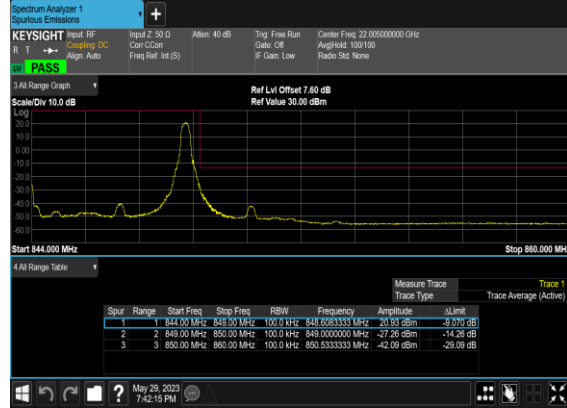 Spectrum Analyzer 1
Spurious Emissions
+
KEYSIGHT Input: RF Input Z: 50 Ω Atten: 40 dB Trig: Free Run Center Freq: 22.005000000 GHz
R T Coupling: DC Corr CCorr Gate: Off Avg|Hold: 100/100
Align: Auto Freq Ref: Int (S) IF Gain: Low Radio Std: None
LW PASS
3 All Range Graph
Ref Lvl Offset 7.60 dB
Scale/Div 10.0 dB Ref Value 30.00 dBm
Log
20.0
10.0
0.00
-10.0
-20.0
-30.0
-40.0
-50.0
-60.0
Start 844.000 MHz Stop 860.000 MH
4 All Range Table
Measure Trace Trace 1
Trace Type Trace Average (Active)
Spur Range Start Freq Stop Freq RBW Frequency Amplitude ΔLimit
1 1 844.00 MHz 849.00 MHz 100.0 kHz 848.6083333 MHz 20.93 dBm -9.070 dB
2 2 849.00 MHz 850.00 MHz 100.0 kHz 849.0000000 MHz -27.26 dBm -14.26 dB
3 3 850.00 MHz 860.00 MHz 100.0 kHz 850.5333333 MHz -42.09 dBm -29.09 dB
? May 29, 2023
7:42:15 PM